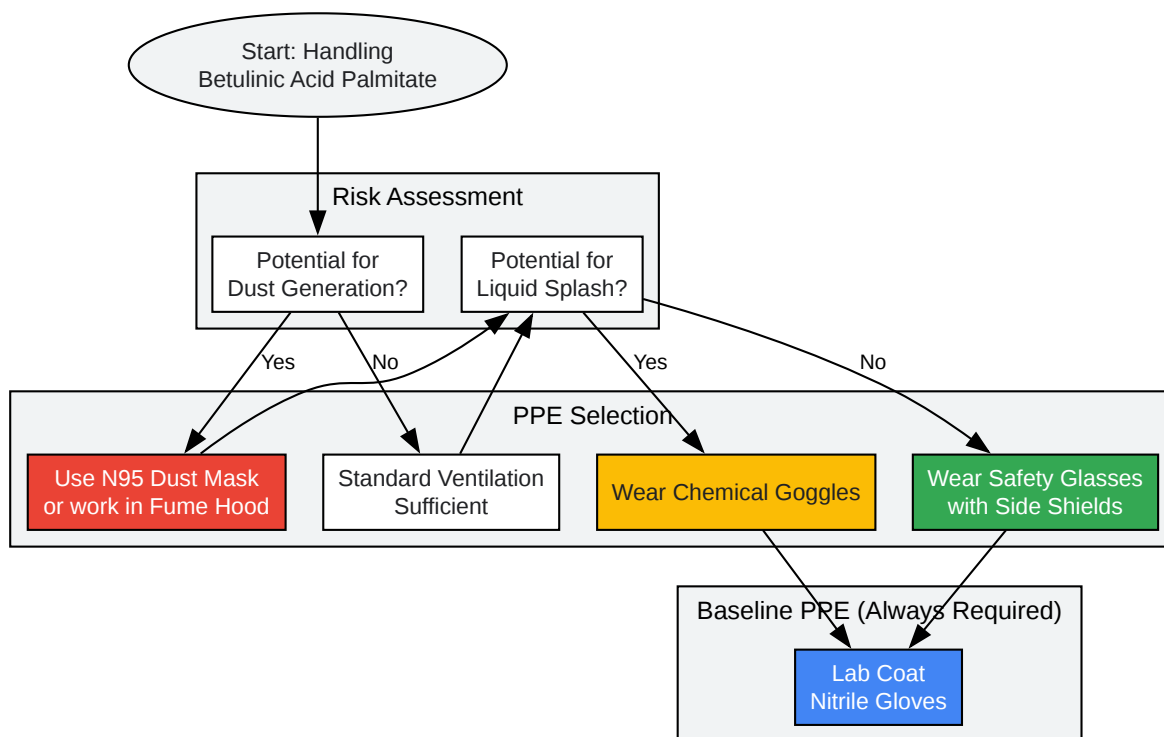 Start: Handling
Betulinic Acid Palmitate
Risk Assessment
Potential for
Dust Generation?
Potential for
Liquid Splash?
Yes
No
Yes
No
PPE Selection
Use N95 Dust Mask
or work in Fume Hood
Standard Ventilation
Sufficient
Wear Chemical Goggles
Wear Safety Glasses
with Side Shields
Baseline PPE (Always Required)
Lab Coat
Nitrile Gloves